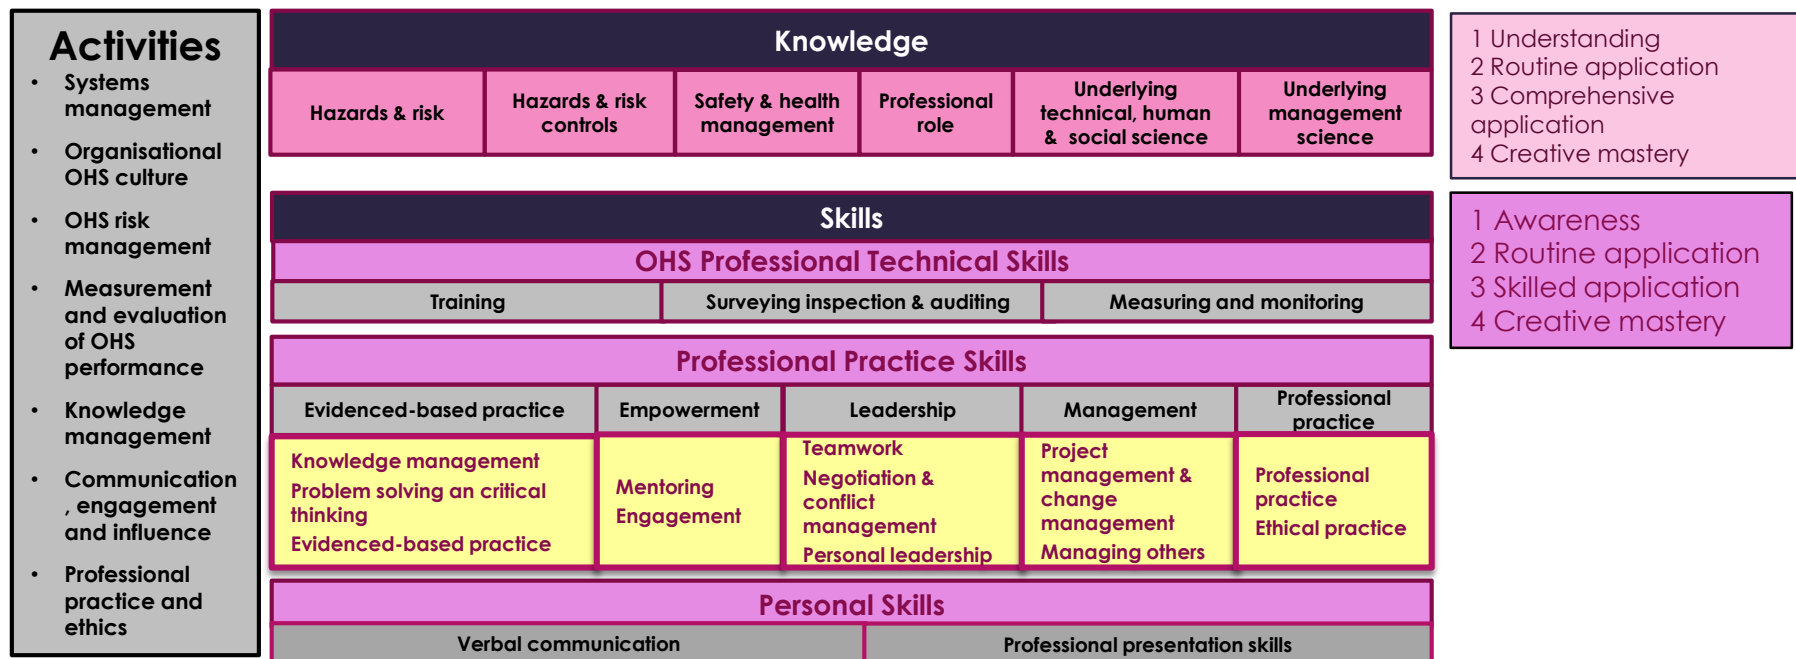 Activities
• Systems
management
• Organisational
OHS culture
• OHS risk
management
• Measurement
and evaluation
of OHS
performance
• Knowledge
management
• Communication
, engagement
and influence
• Professional
practice and
ethics
Knowledge
Hazards & risk
Hazards & risk
controls
Safety & health
management
Professional
role
Underlying
technical, human
& social science
Underlying
management
science
Skills
OHS Professional Technical Skills
Training
Surveying inspection & auditing
Measuring and monitoring
Professional Practice Skills
Evidenced-based practice
Empowerment
Leadership
Management
Professional
practice
Knowledge management
Problem solving an critical
thinking
Evidenced-based practice
Mentoring
Engagement
Teamwork
Negotiation &
conflict
management
Personal leadership
Project
management &
change
management
Managing others
Professional
practice
Ethical practice
Personal Skills
Verbal communication
Professional presentation skills
1 Understanding
2 Routine application
3 Comprehensive
application
4 Creative mastery
1 Awareness
2 Routine application
3 Skilled application
4 Creative mastery